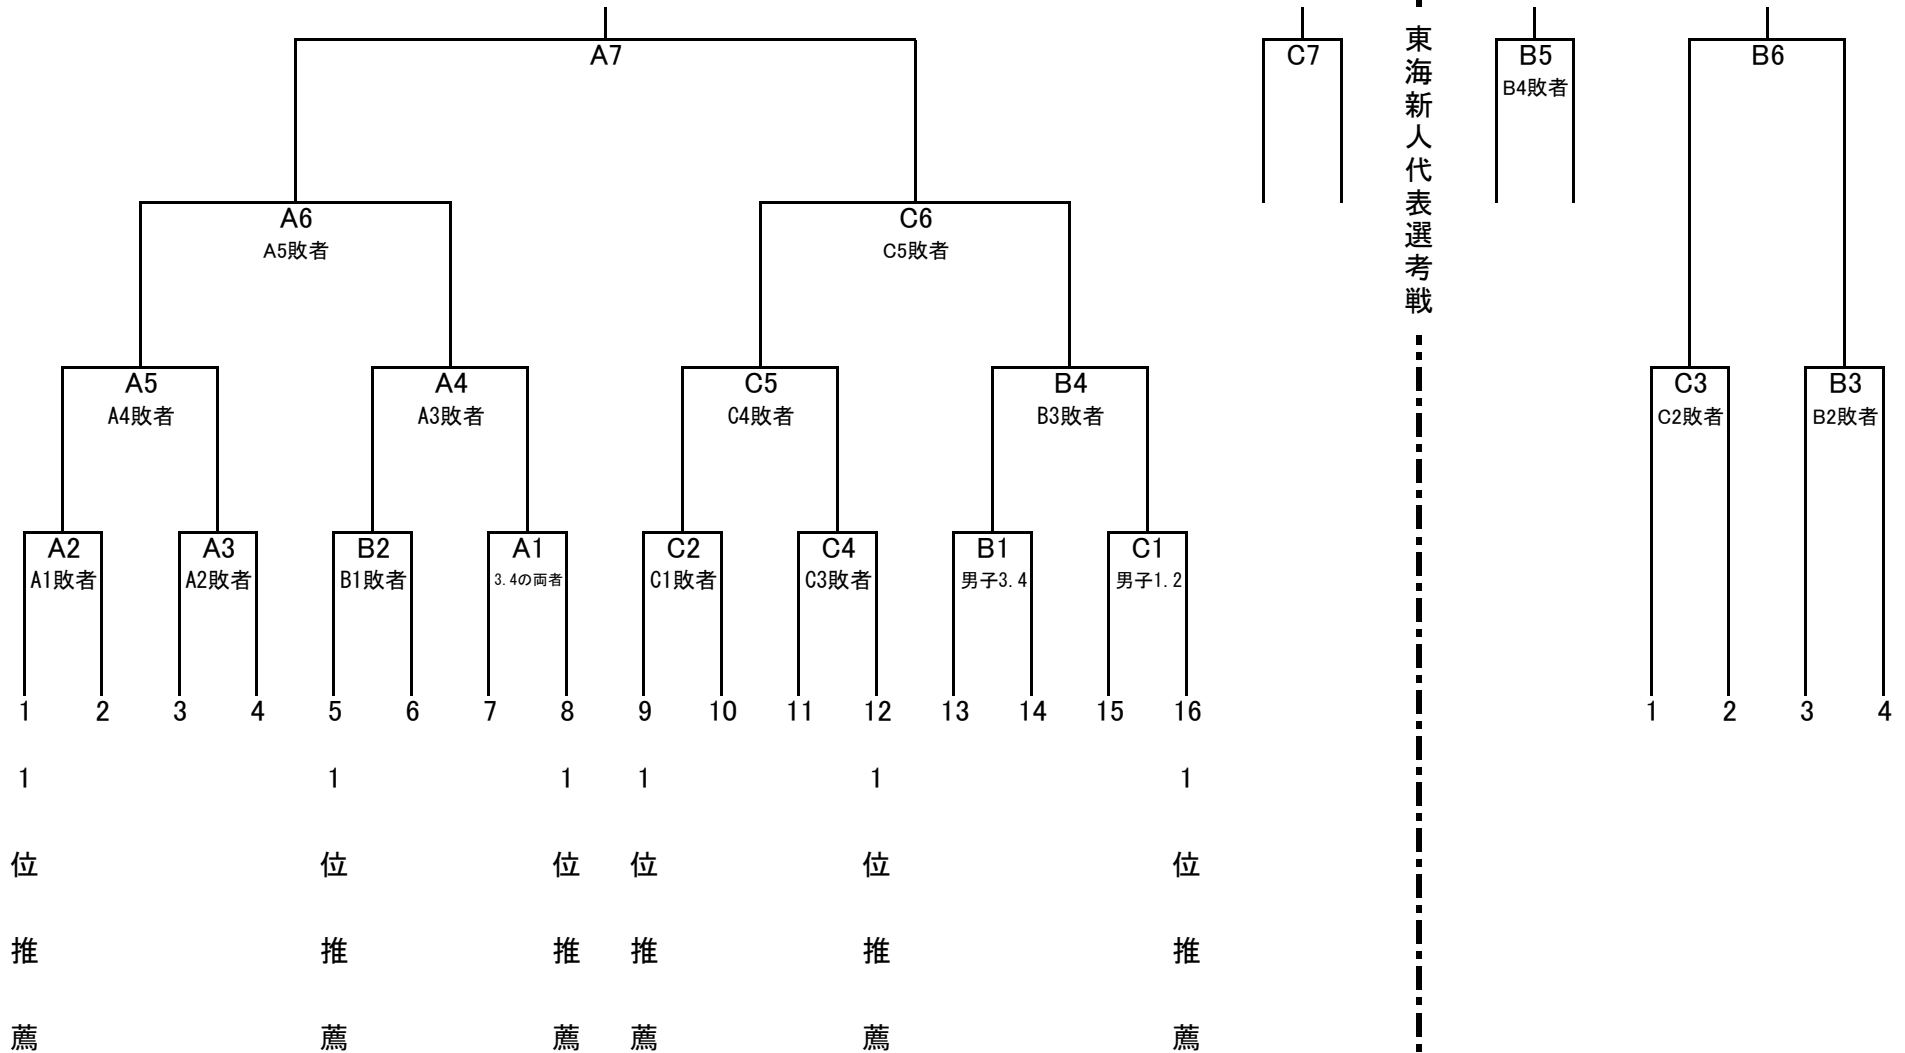 A7
C7
東海新人代表選考戦
B5
B4敗者
B6
A6
A5敗者
C6
C5敗者
A5
A4敗者
A4
A3敗者
C5
C4敗者
B4
B3敗者
C3
C2敗者
B3
B2敗者
A2
A1敗者
A3
A2敗者
B2
B1敗者
A1
3.4の両者
C2
C1敗者
C4
C3敗者
B1
男子3.4
C1
男子1.2
1 2 3 4 5 6 7 8 9 10 11 12 13 14 15 16
1 2 3 4
1位推薦
1位推薦
1位推薦
1位推薦
1位推薦
1位推薦